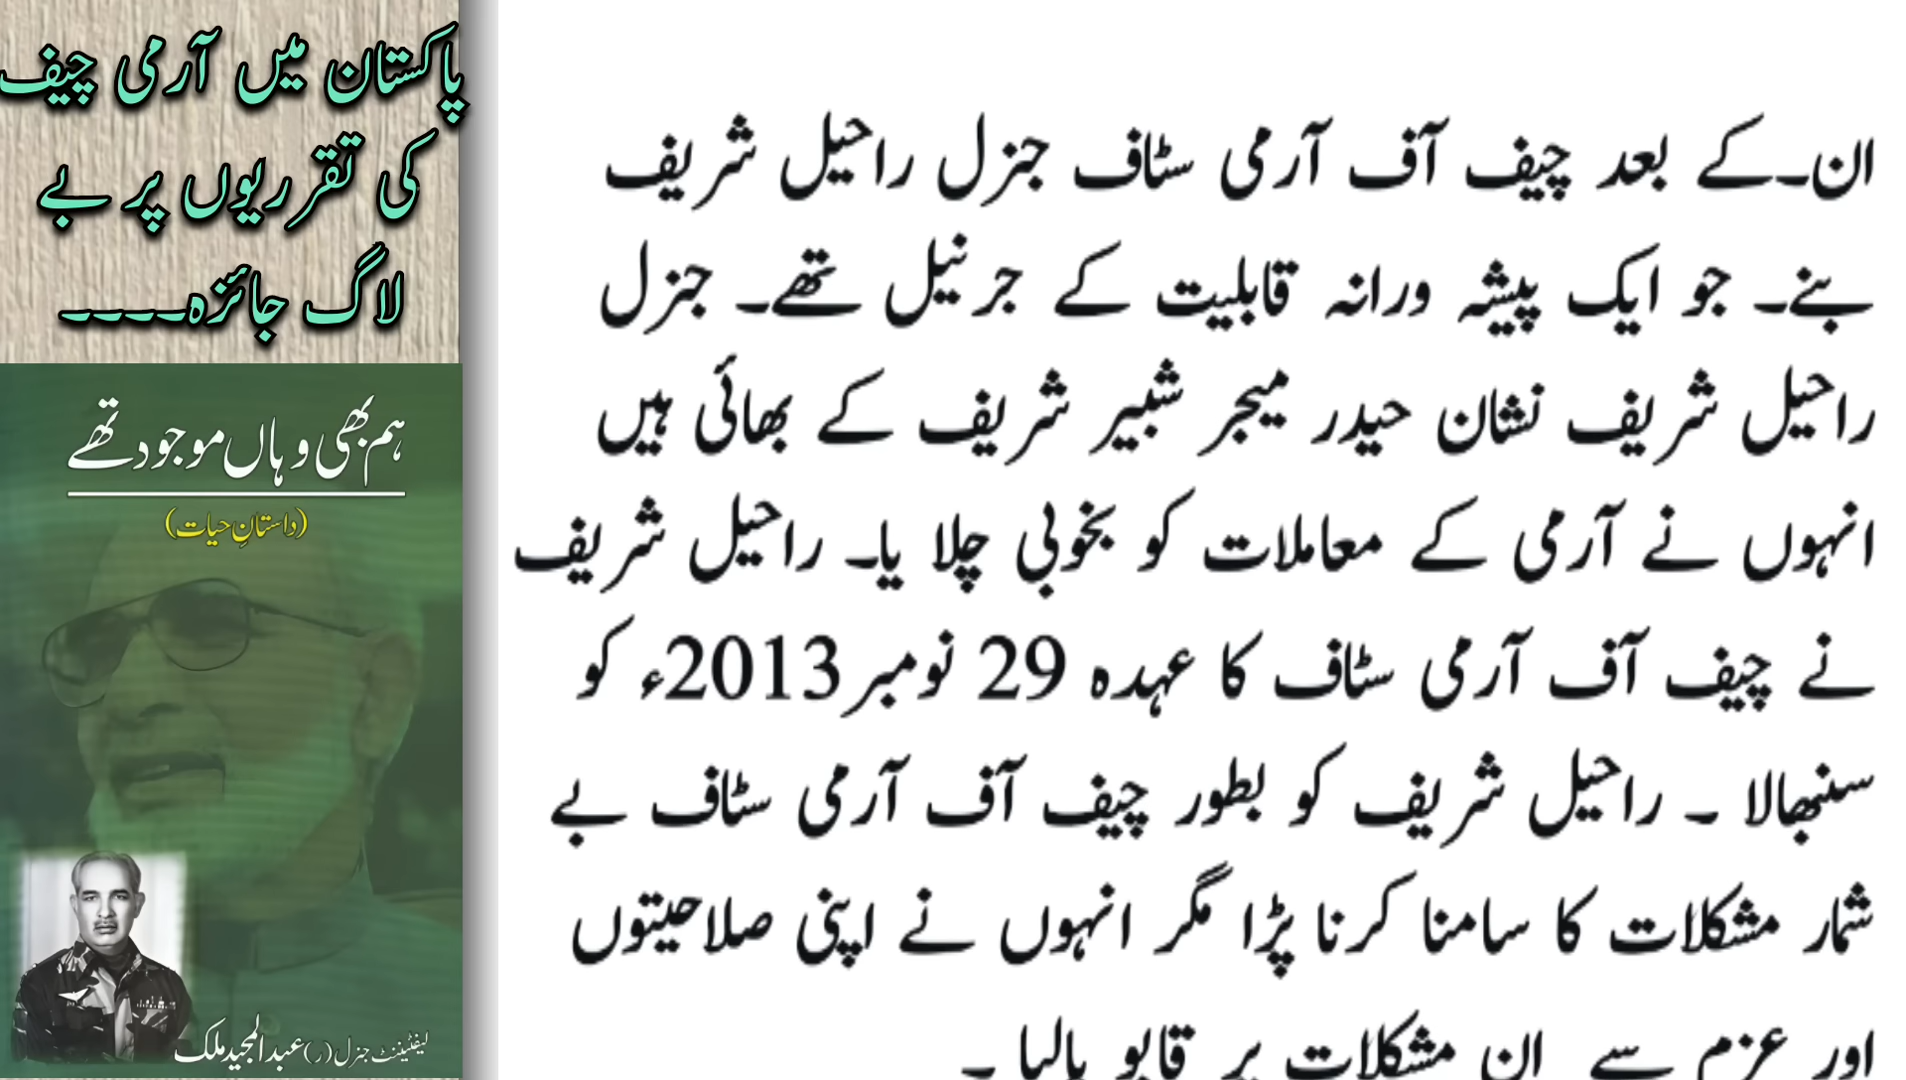 پاکستان میں آرمی چیف
کی تقرریوں پر بے
لاگ جائزہ۔۔۔۔
ہم بھی وہاں موجود تھے
(داستانِ حیات)
لیفٹیننٹ جنرل (ر) عبدالمجید ملک
ان۔کے بعد چیف آف آرمی سٹاف جنرل راحیل شریف
بنے۔ جو ایک پیشہ ورانہ قابلیت کے جرنیل تھے۔ جنرل
راحیل شریف نشان حیدر میجر شبیر شریف کے بھائی ہیں
انہوں نے آرمی کے معاملات کو بخوبی چلا یا۔ راحیل شریف
نے چیف آف آرمی سٹاف کا عہدہ 29 نومبر2013ء کو
سنبھالا ۔ راحیل شریف کو بطور چیف آف آرمی سٹاف بے
شمار مشکلات کا سامنا کرنا پڑا مگر انہوں نے اپنی صلاحیتوں
اور عزم سے ان مشکلات پر قابو پالیا ۔